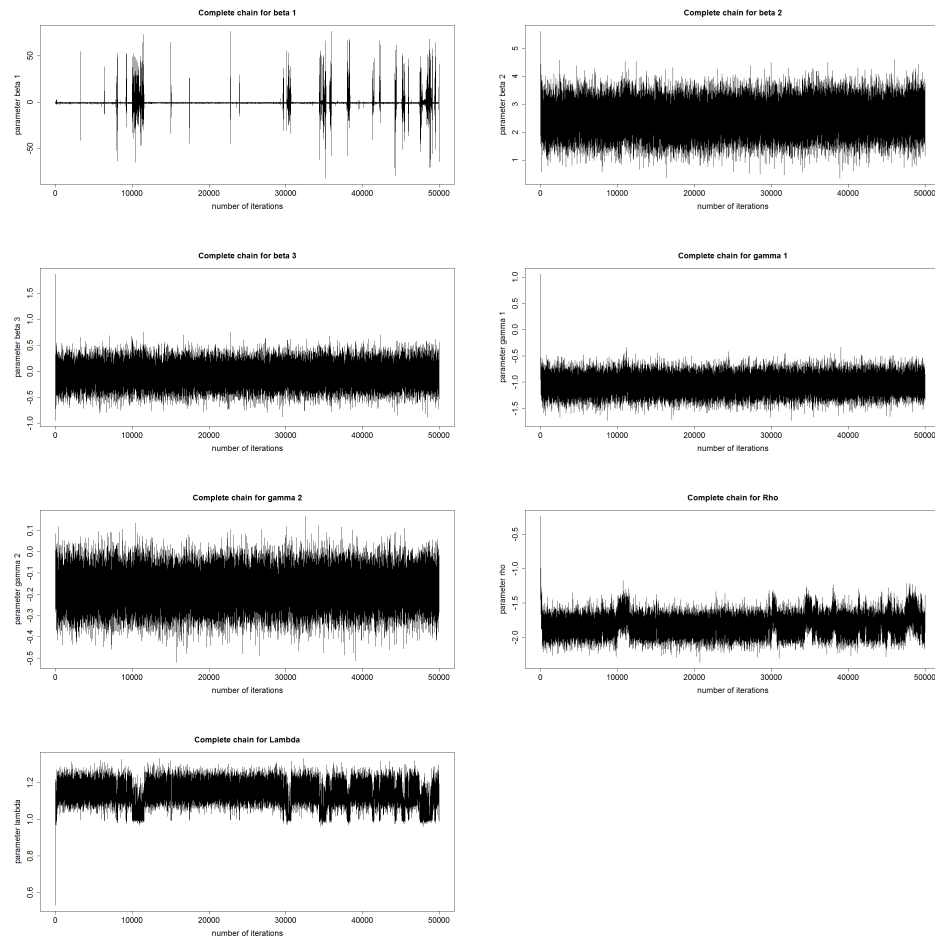 Complete chain for beta 1
parameter beta 1
50
0
-50
0 10000 20000 30000 40000 50000
number of iterations
Complete chain for beta 2
parameter beta 2
5
4
3
2
1
0 10000 20000 30000 40000 50000
number of iterations
Complete chain for beta 3
parameter beta 3
1.5
1.0
0.5
0.0
-0.5
-1.0
0 10000 20000 30000 40000 50000
number of iterations
Complete chain for gamma 1
parameter gamma 1
1.0
0.5
0.0
-0.5
-1.0
-1.5
0 10000 20000 30000 40000 50000
number of iterations
Complete chain for gamma 2
parameter gamma 2
0.1
0.0
-0.1
-0.2
-0.3
-0.4
-0.5
0 10000 20000 30000 40000 50000
number of iterations
Complete chain for Rho
parameter rho
-0.5
-1.0
-1.5
-2.0
0 10000 20000 30000 40000 50000
number of iterations
Complete chain for Lambda
parameter lambda
1.2
1.0
0.8
0.6
0 10000 20000 30000 40000 50000
number of iterations